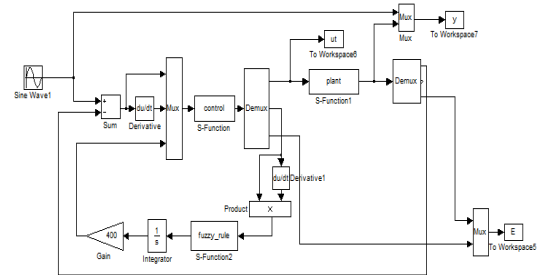 Mux
Mux
y
To Workspace7
ut
To Workspace6
Sine Wave1
+
−
Sum
du/dt
Derivative
Mux
control
S-Function
Demux
plant
S-Function1
Demux
du/dt
Derivative1
Product
X
400
Gain
1
s
Integrator
fuzzy_rule
S-Function2
Mux
E
To Workspace5